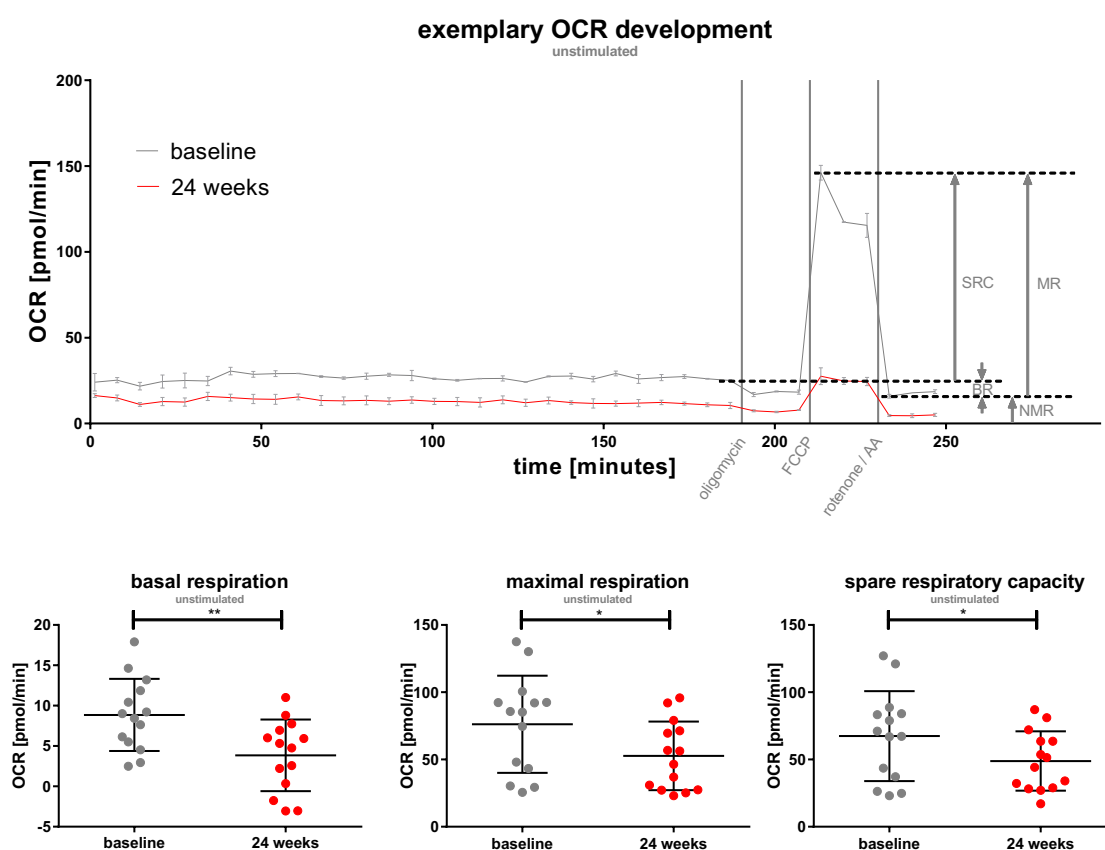 exemplary OCR development
unstimulated
200
150
100
50
0
OCR [pmol/min]
baseline
24 weeks
SRC
MR
BR
NMR
0
50
100
150
200
250
time [minutes]
oligomycin
FCCP
rotenone / AA
basal respiration
unstimulated
**
20
15
10
5
0
-5
OCR [pmol/min]
baseline
24 weeks
maximal respiration
unstimulated
*
150
100
50
0
OCR [pmol/min]
baseline
24 weeks
spare respiratory capacity
unstimulated
*
150
100
50
0
OCR [pmol/min]
baseline
24 weeks